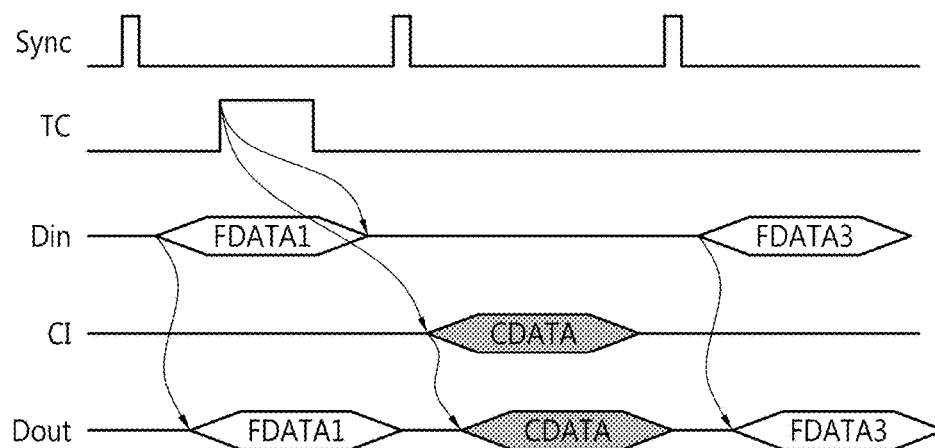 Sync
TC
Din FDATA1 FDATA3
CI CDATA
Dout FDATA1 CDATA FDATA3